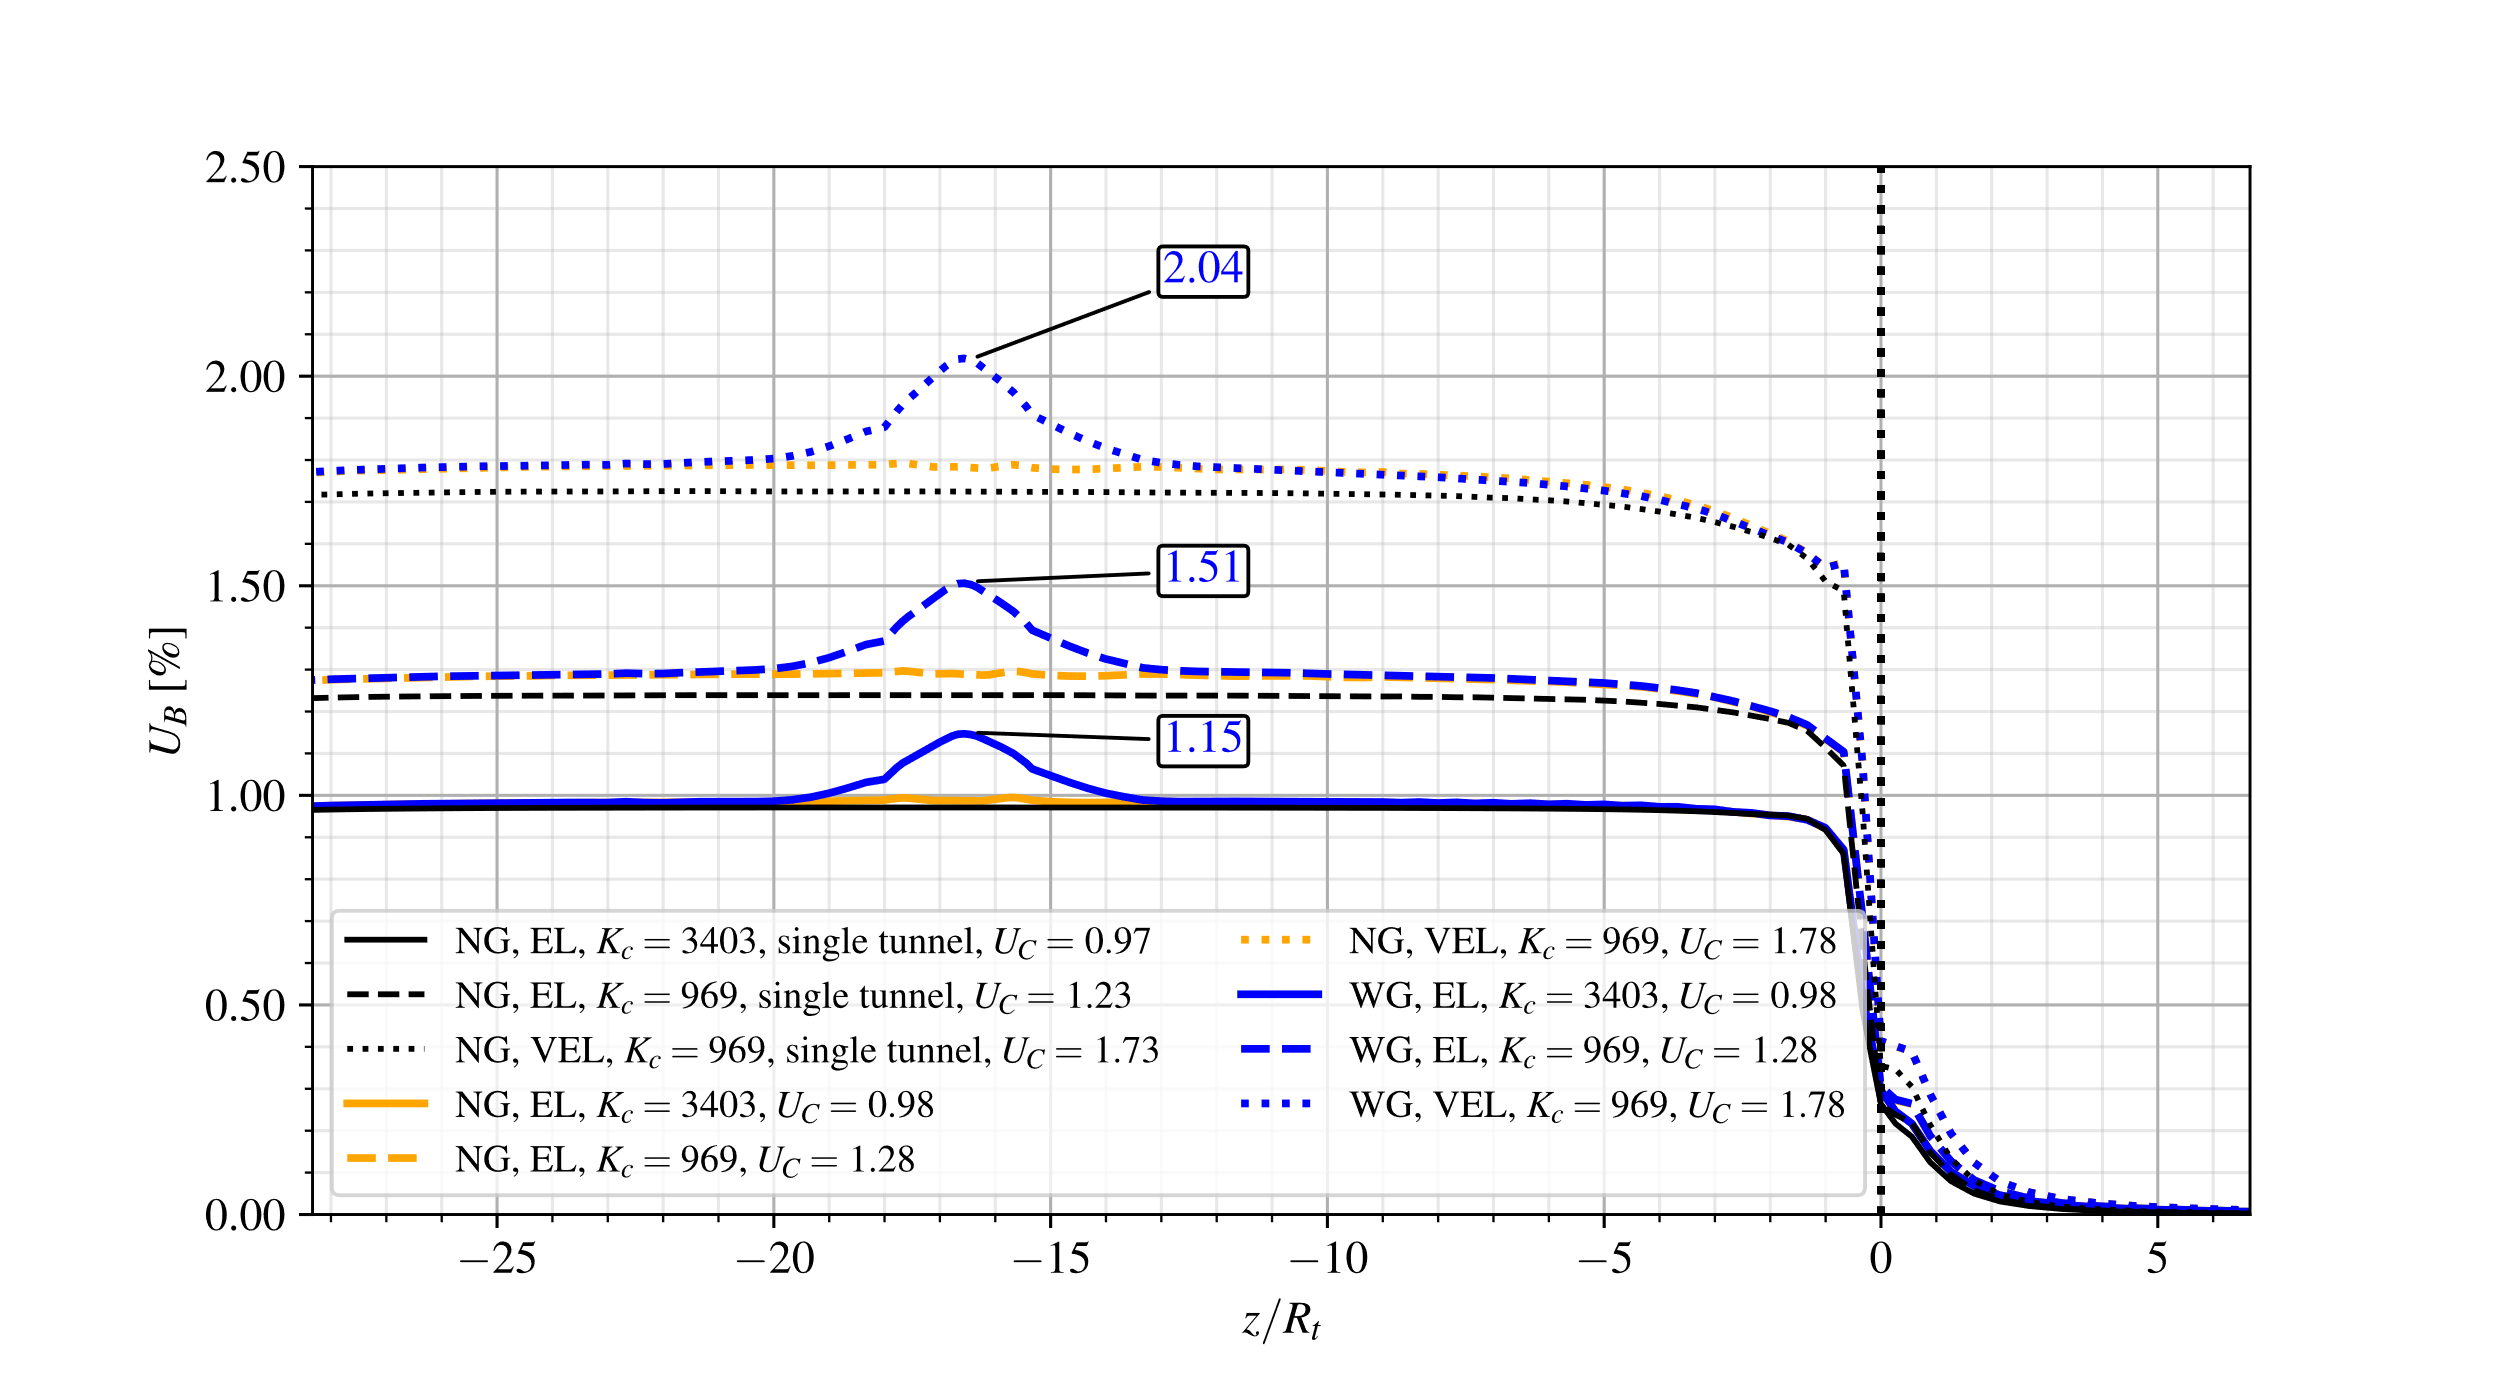 2.50
2.00
1.50
1.00
0.50
0.00
U_B [%]
2.04
1.51
1.15
NG, EL, K_c = 3403, single tunnel, U_C = 0.97
NG, EL, K_c = 969, single tunnel, U_C = 1.23
NG, VEL, K_c = 969, single tunnel, U_C = 1.73
NG, EL, K_c = 3403, U_C = 0.98
NG, EL, K_c = 969, U_C = 1.28
NG, VEL, K_c = 969, U_C = 1.78
WG, EL, K_c = 3403, U_C = 0.98
WG, EL, K_c = 969, U_C = 1.28
WG, VEL, K_c = 969, U_C = 1.78
−25 −20 −15 −10 −5 0 5
z/R_t